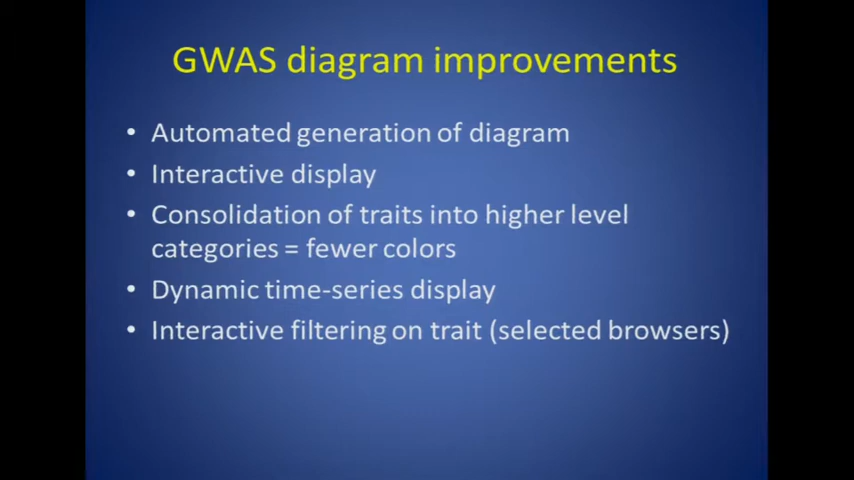 GWAS diagram improvements
• Automated generation of diagram
• Interactive display
• Consolidation of traits into higher level
categories = fewer colors
• Dynamic time-series display
• Interactive filtering on trait (selected browsers)